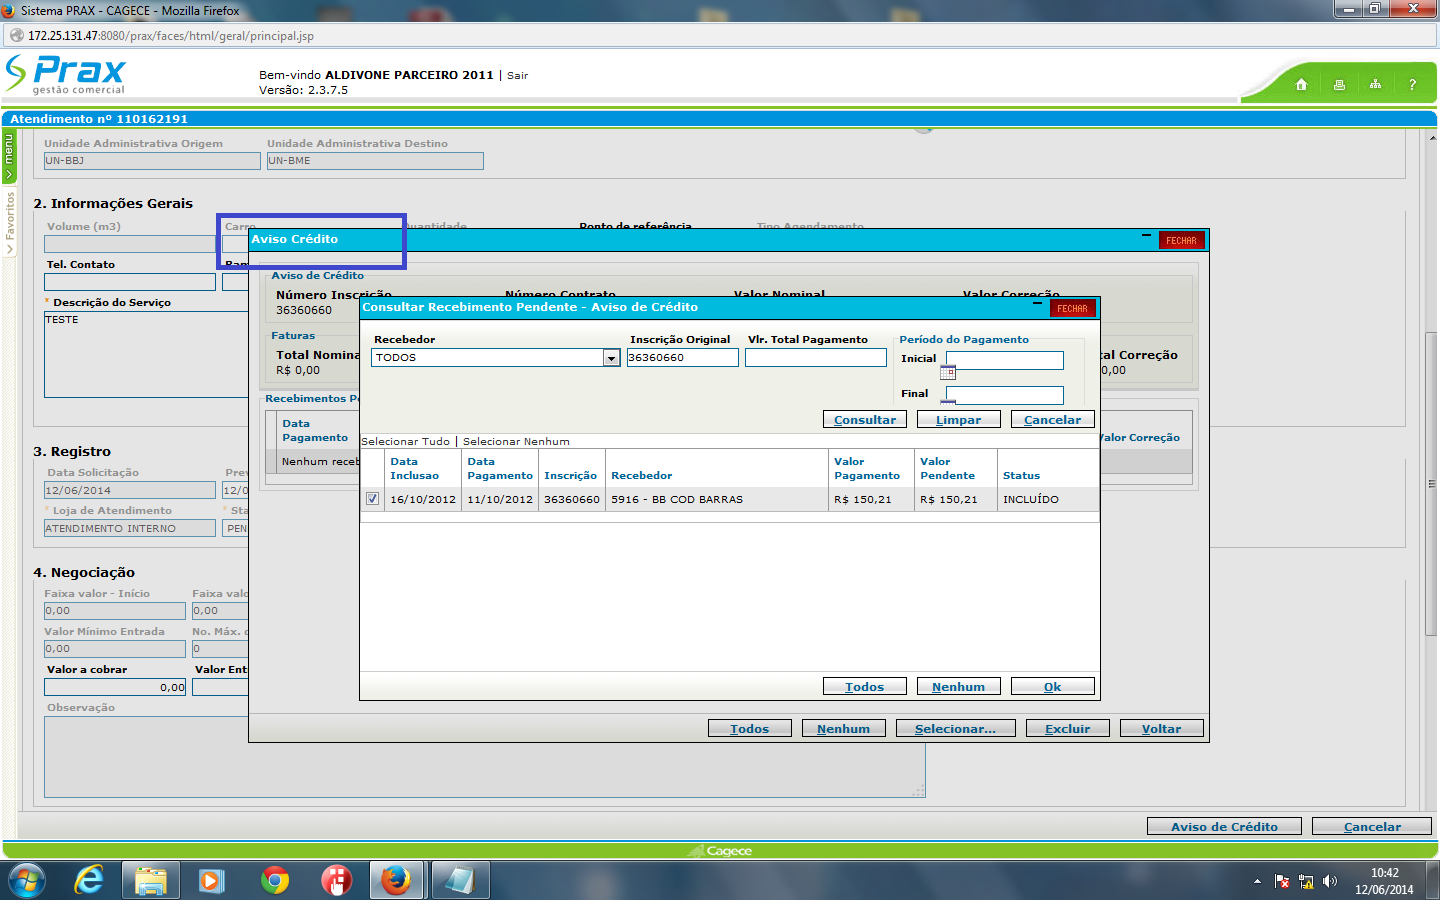 Sistema PRAX - CAGECE - Mozilla Firefox
172.25.131.47:8080/prax/faces/html/geral/principal.jsp
Prax
gestão comercial
Bem-vindo ALDIVONE PARCEIRO 2011 | Sair
Versão: 2.3.7.5
?
Atendimento nº 110162191
menu
Favoritos
Unidade Administrativa Origem Unidade Administrativa Destino
UN-BBJ UN-BME
2. Informações Gerais
Volume (m3) Carro Quantidade Ponto de referência Tipo Agendamento
Tel. Contato Ram
* Descrição do Serviço
TESTE
3. Registro
Data Solicitação Prev
12/06/2014 12/0
* Loja de Atendimento * Sta
ATENDIMENTO INTERNO PEN
4. Negociação
Faixa valor - Início Faixa valo
0,00 0,00
Valor Mínimo Entrada No. Máx. d
0,00 0
Valor a cobrar Valor Ent
0,00
Observação
Aviso Crédito FECHAR
Aviso de Crédito
Número Inscrição Número Contrato Valor Nominal Valor Correção
36360660
Faturas
Total Nomina tal Correção
R$ 0,00 0,00
Recebimentos Pe
Data
Pagamento Valor Correção
Nenhum receb
Consultar Recebimento Pendente - Aviso de Crédito FECHAR
Recebedor Inscrição Original Vlr. Total Pagamento Período do Pagamento
TODOS 36360660 Inicial
Final
Consultar Limpar Cancelar
Selecionar Tudo | Selecionar Nenhum
Data Inclusao Data Pagamento Inscrição Recebedor Valor Pagamento Valor Pendente Status
16/10/2012 11/10/2012 36360660 5916 - BB COD BARRAS R$ 150,21 R$ 150,21 INCLUÍDO
Todos Nenhum Ok
Todos Nenhum Selecionar... Excluir Voltar
Aviso de Crédito Cancelar
Cagece
10:42
12/06/2014